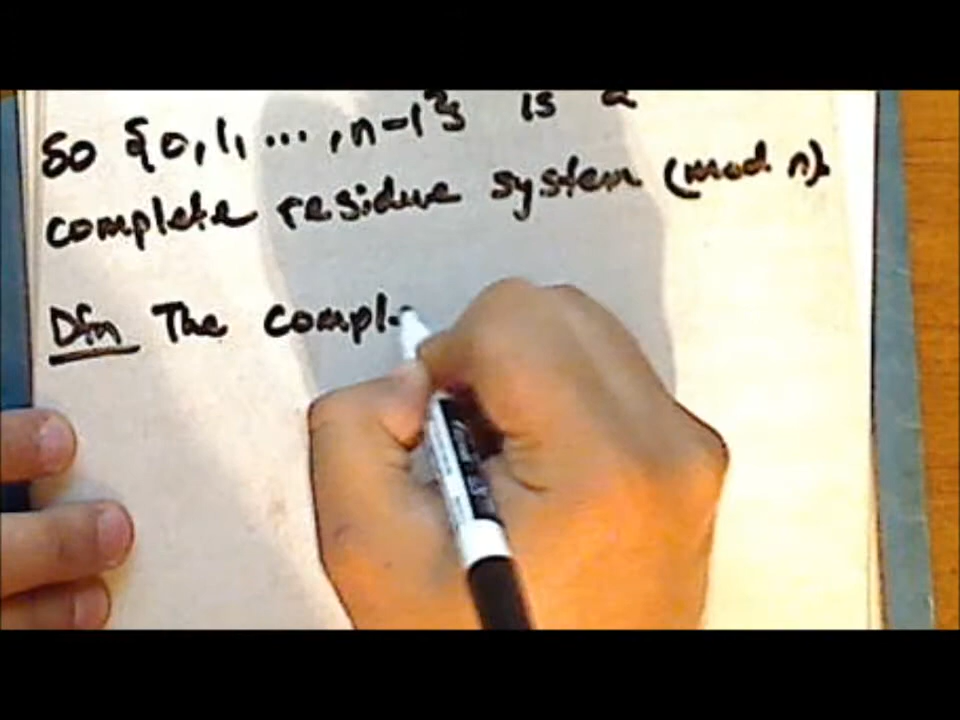 So {0, 1, ... , n-1} is a
complete residue system (mod n).
Dfn The compl